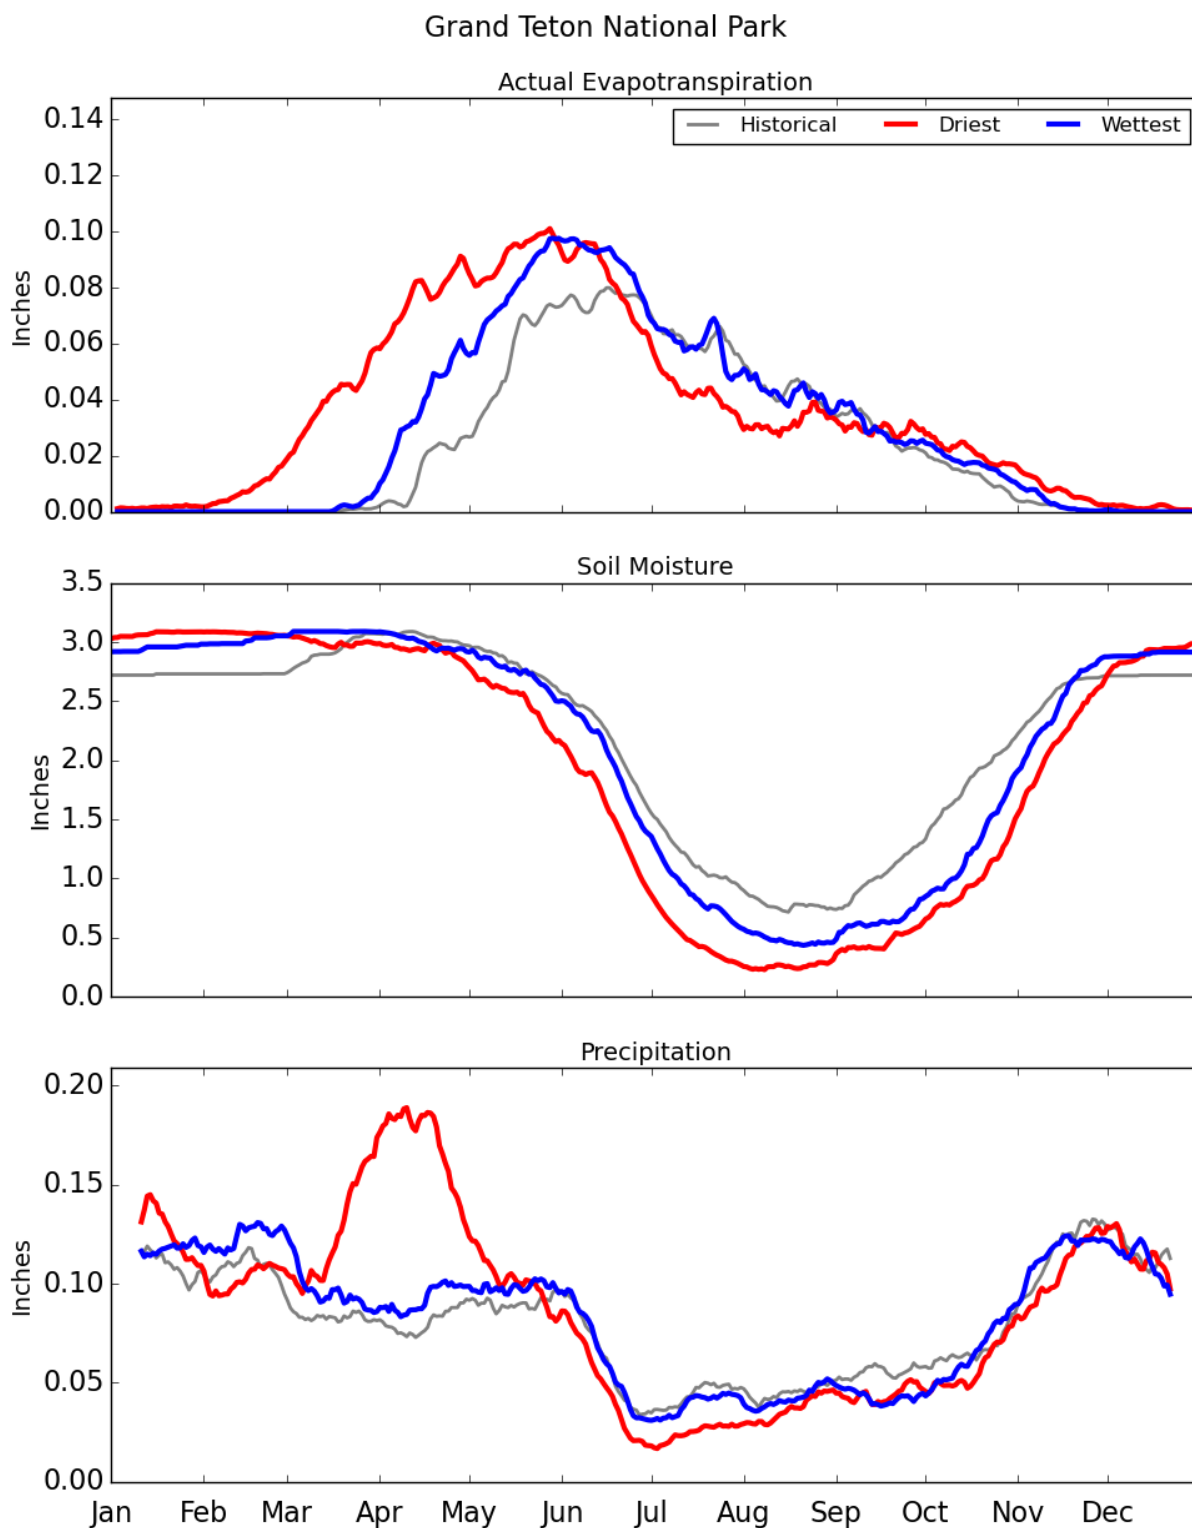 Grand Teton National Park
Actual Evapotranspiration
Historical Driest Wettest
0.14
0.12
0.10
0.08
0.06
0.04
0.02
0.00
Inches
Soil Moisture
3.5
3.0
2.5
2.0
1.5
1.0
0.5
0.0
Inches
Precipitation
0.20
0.15
0.10
0.05
0.00
Inches
Jan Feb Mar Apr May Jun Jul Aug Sep Oct Nov Dec